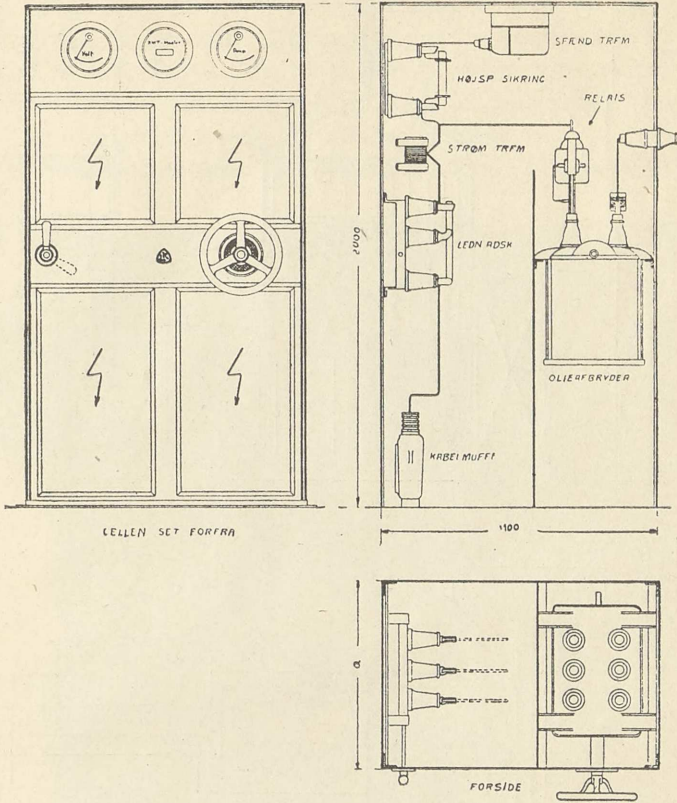 Volt
Amp
SPÆND TRFM
HØJSP SIKRING
RELAIS
STRØM TRFM
2000
LEDN ADSK
OLIEAFBRYDER
KABELMUFFE
CELLEN SET FORFRA
1100
a
FORSIDE